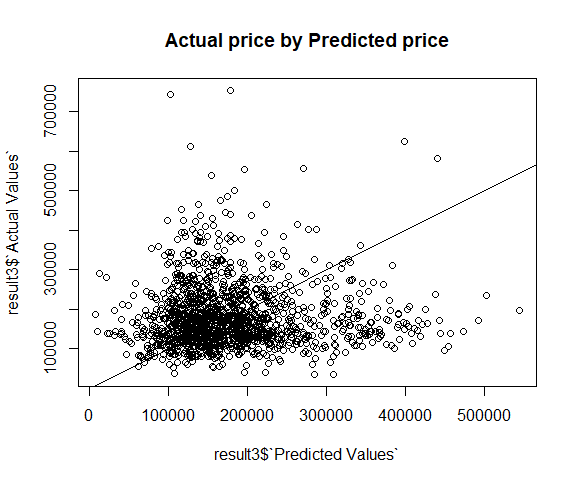 Actual price by Predicted price
result3$`Actual Values`
700000
500000
300000
100000
0 100000 200000 300000 400000 500000
result3$`Predicted Values`